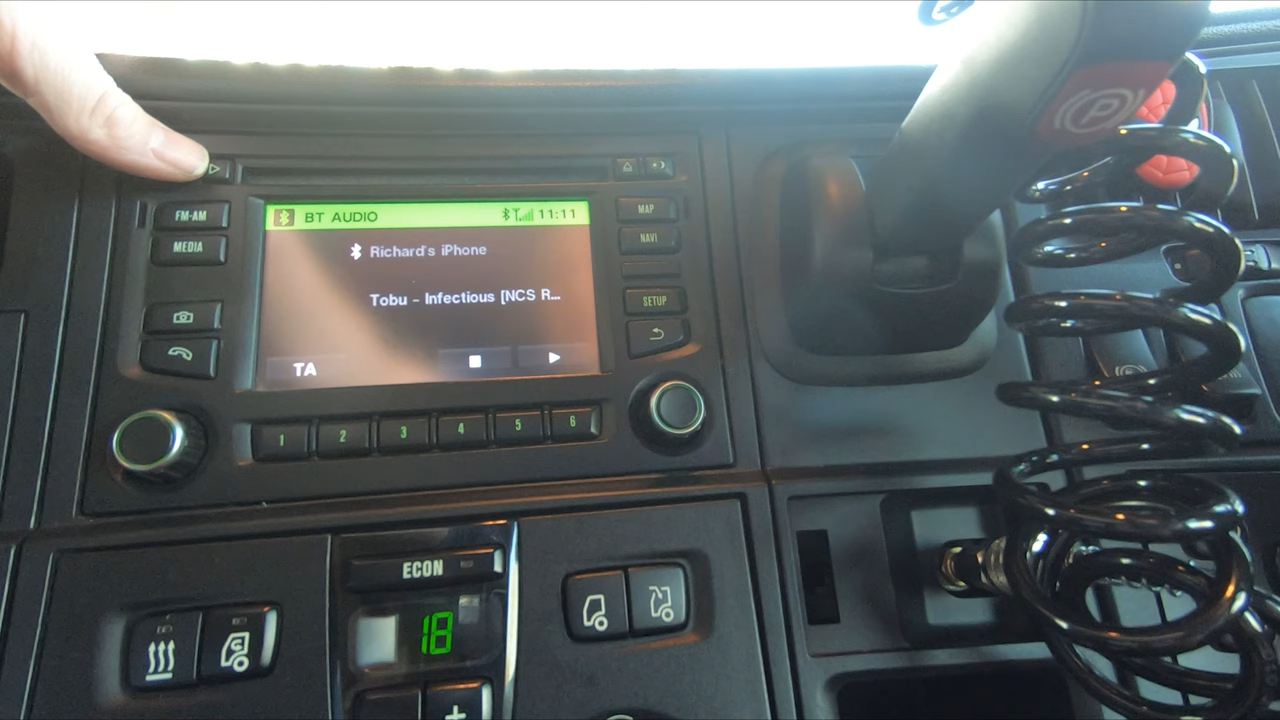 FM-AM
MEDIA
BT AUDIO
11:11
Richard's iPhone
Tobu - Infectious [NCS R...
TA
MAP
NAVI
SETUP
1 2 3 4 5 6
ECON
18
P